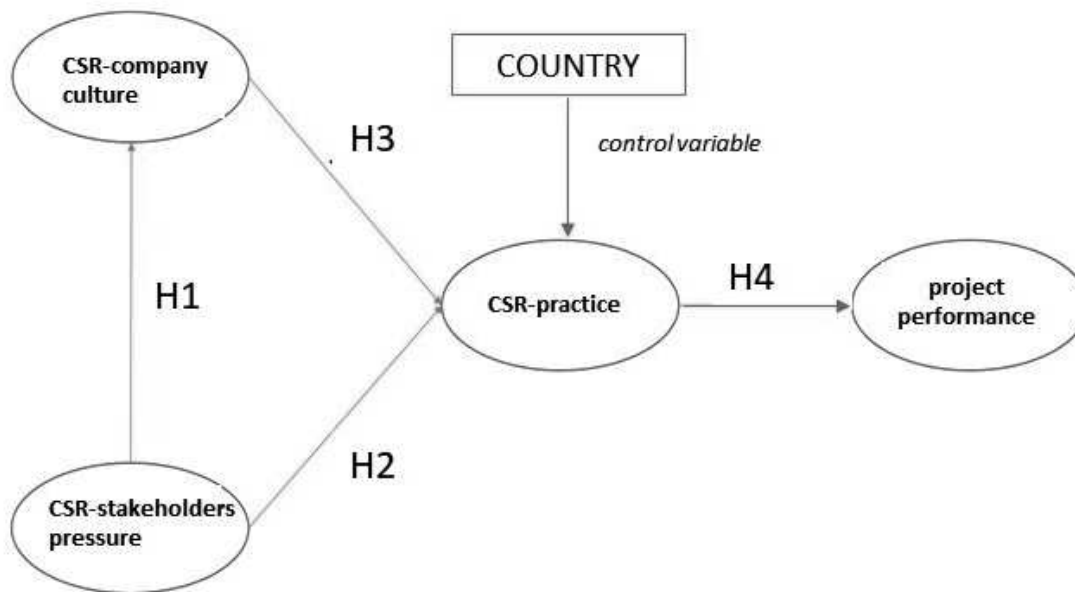 CSR-company
culture
COUNTRY
H3
control variable
H1
CSR-practice
H4
project
performance
H2
CSR-stakeholders
pressure